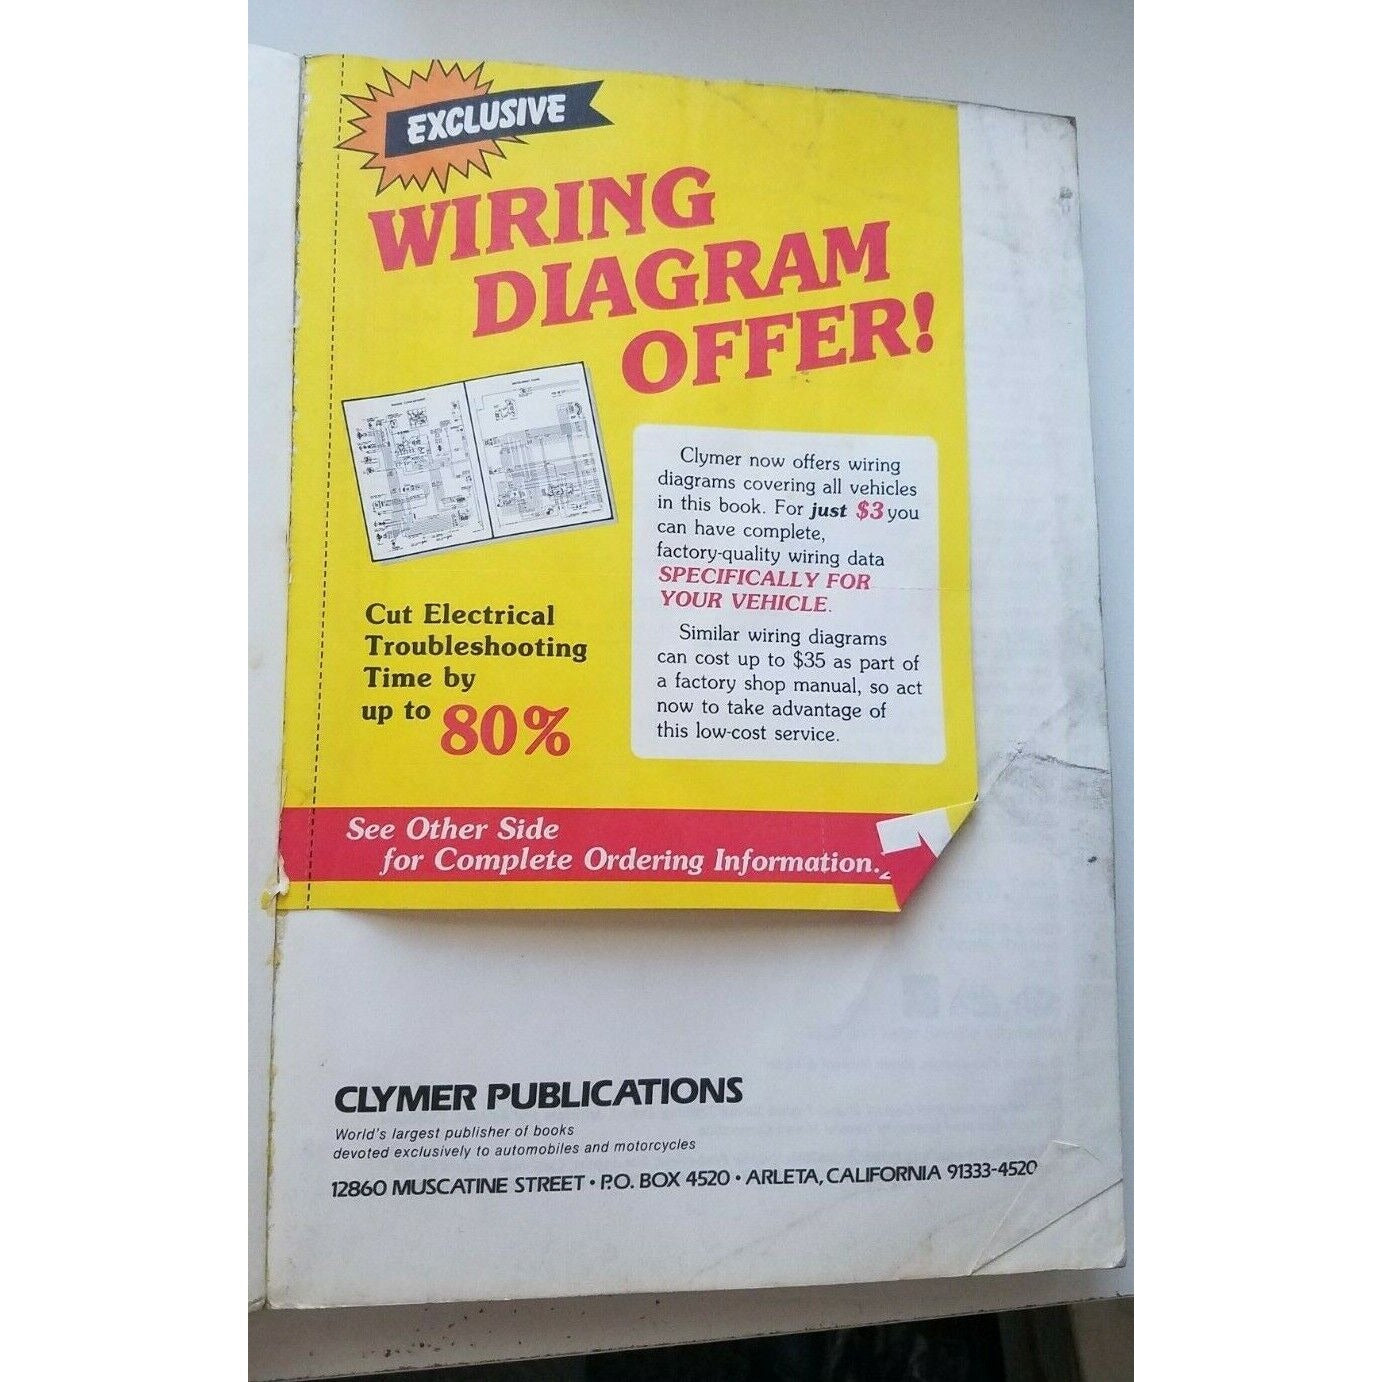 EXCLUSIVE
WIRING
DIAGRAM
OFFER!
Clymer now offers wiring
diagrams covering all vehicles
in this book. For just $3 you
can have complete,
factory-quality wiring data
SPECIFICALLY FOR
YOUR VEHICLE.
Similar wiring diagrams
can cost up to $35 as part of
a factory shop manual, so act
now to take advantage of
this low-cost service.
Cut Electrical
Troubleshooting
Time by
up to 80%
See Other Side
for Complete Ordering Information.
CLYMER PUBLICATIONS
World's largest publisher of books
devoted exclusively to automobiles and motorcycles
12860 MUSCATINE STREET • P.O. BOX 4520 • ARLETA, CALIFORNIA 91333-4520